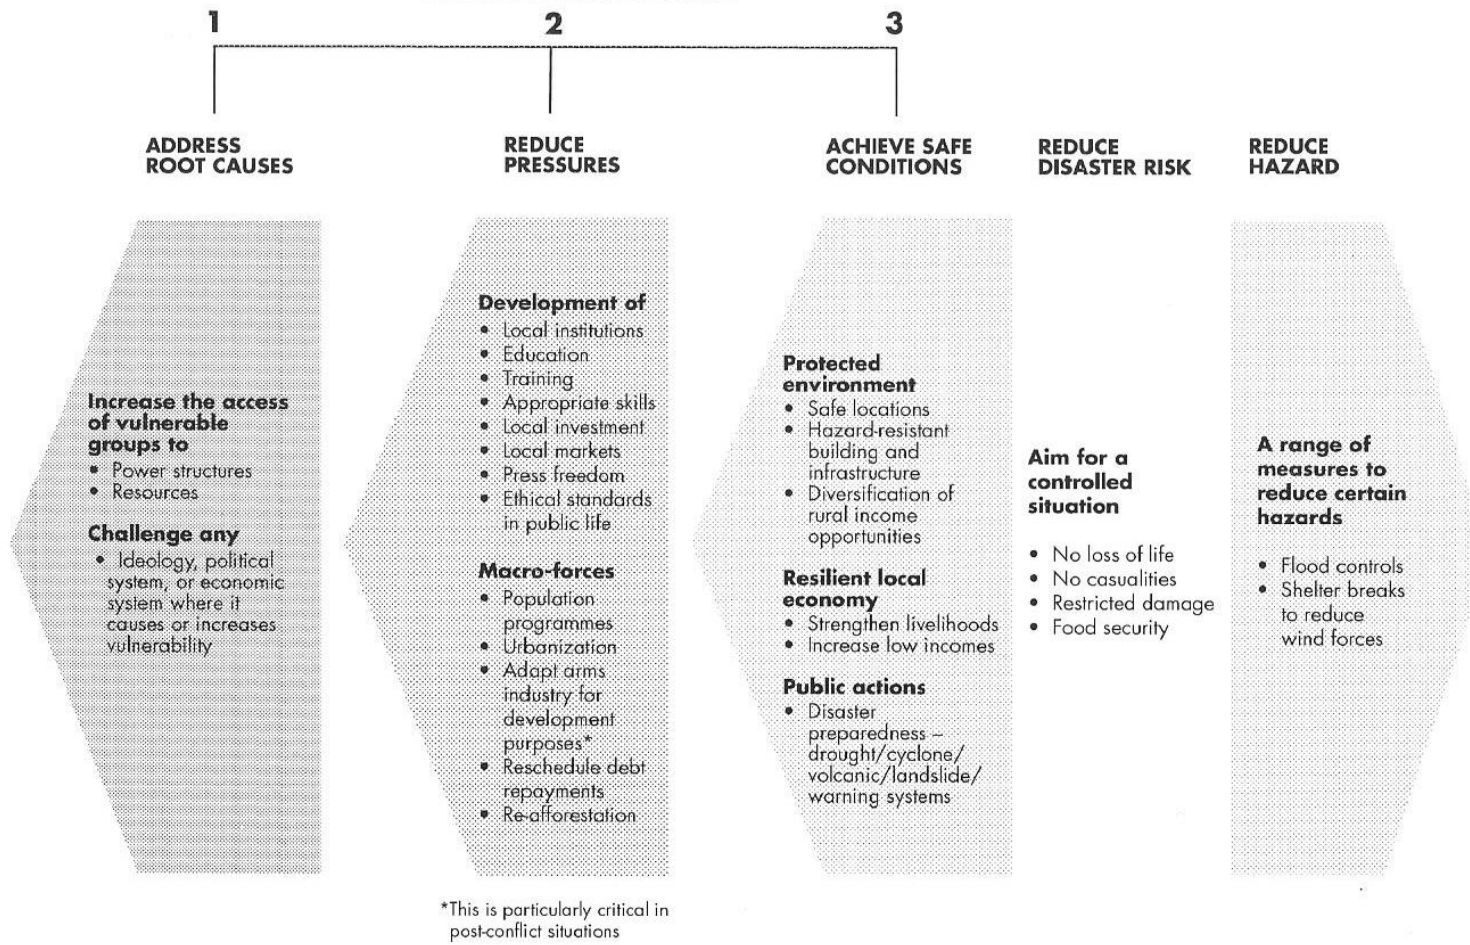 1
2
3
ADDRESS
ROOT CAUSES
REDUCE
PRESSURES
ACHIEVE SAFE
CONDITIONS
REDUCE
DISASTER RISK
REDUCE
HAZARD
Increase the access
of vulnerable
groups to
• Power structures
• Resources
Challenge any
• Ideology, political
system, or economic
system where it
causes or increases
vulnerability
Development of
• Local institutions
• Education
• Training
• Appropriate skills
• Local investment
• Local markets
• Press freedom
• Ethical standards
in public life
Macro-forces
• Population
programmes
• Urbanization
• Adapt arms
industry for
development
purposes*
• Reschedule debt
repayments
• Re-afforestation
*This is particularly critical in
post-conflict situations
Protected
environment
• Safe locations
• Hazard-resistant
building and
infrastructure
• Diversification of
rural income
opportunities
Resilient local
economy
• Strengthen livelihoods
• Increase low incomes
Public actions
• Disaster
preparedness –
drought/cyclone/
volcanic/landslide/
warning systems
Aim for a
controlled
situation
• No loss of life
• No casualities
• Restricted damage
• Food security
A range of
measures to
reduce certain
hazards
• Flood controls
• Shelter breaks
to reduce
wind forces